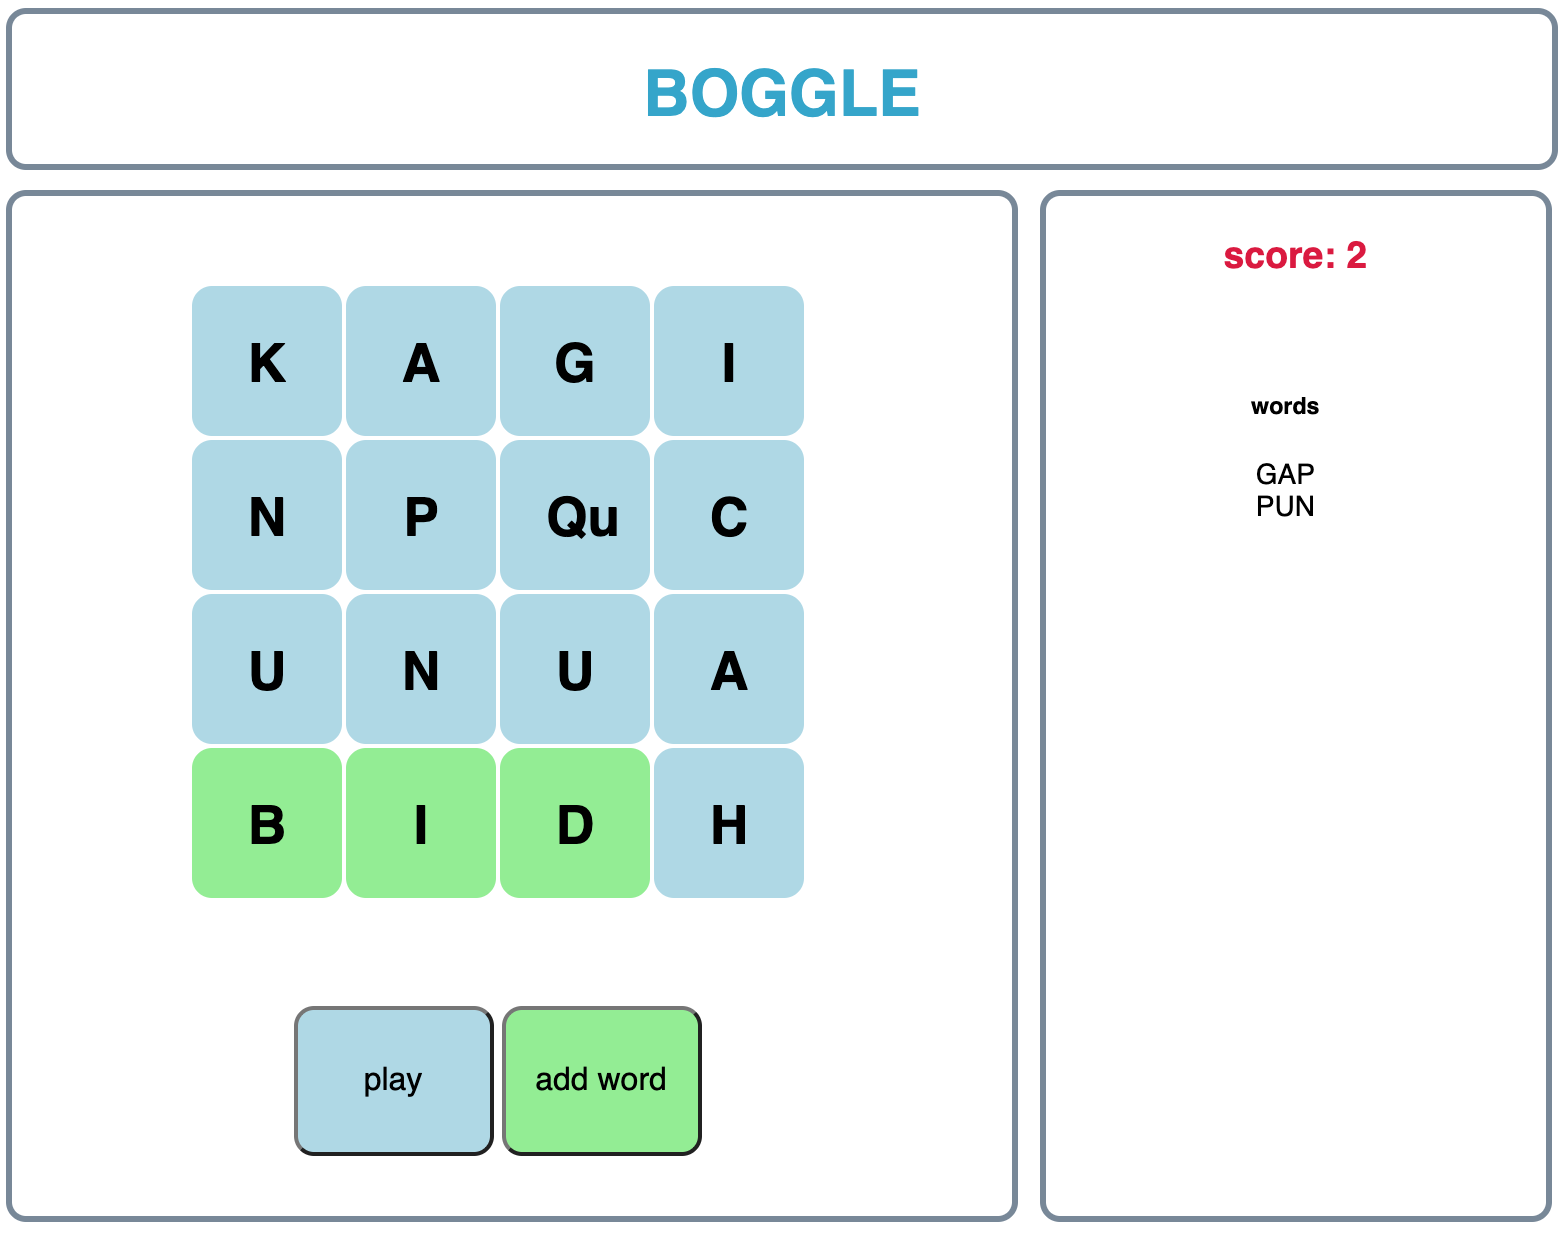 BOGGLE
K A G I
N P Qu C
U N U A
B I D H
play add word
score: 2
words
GAP
PUN